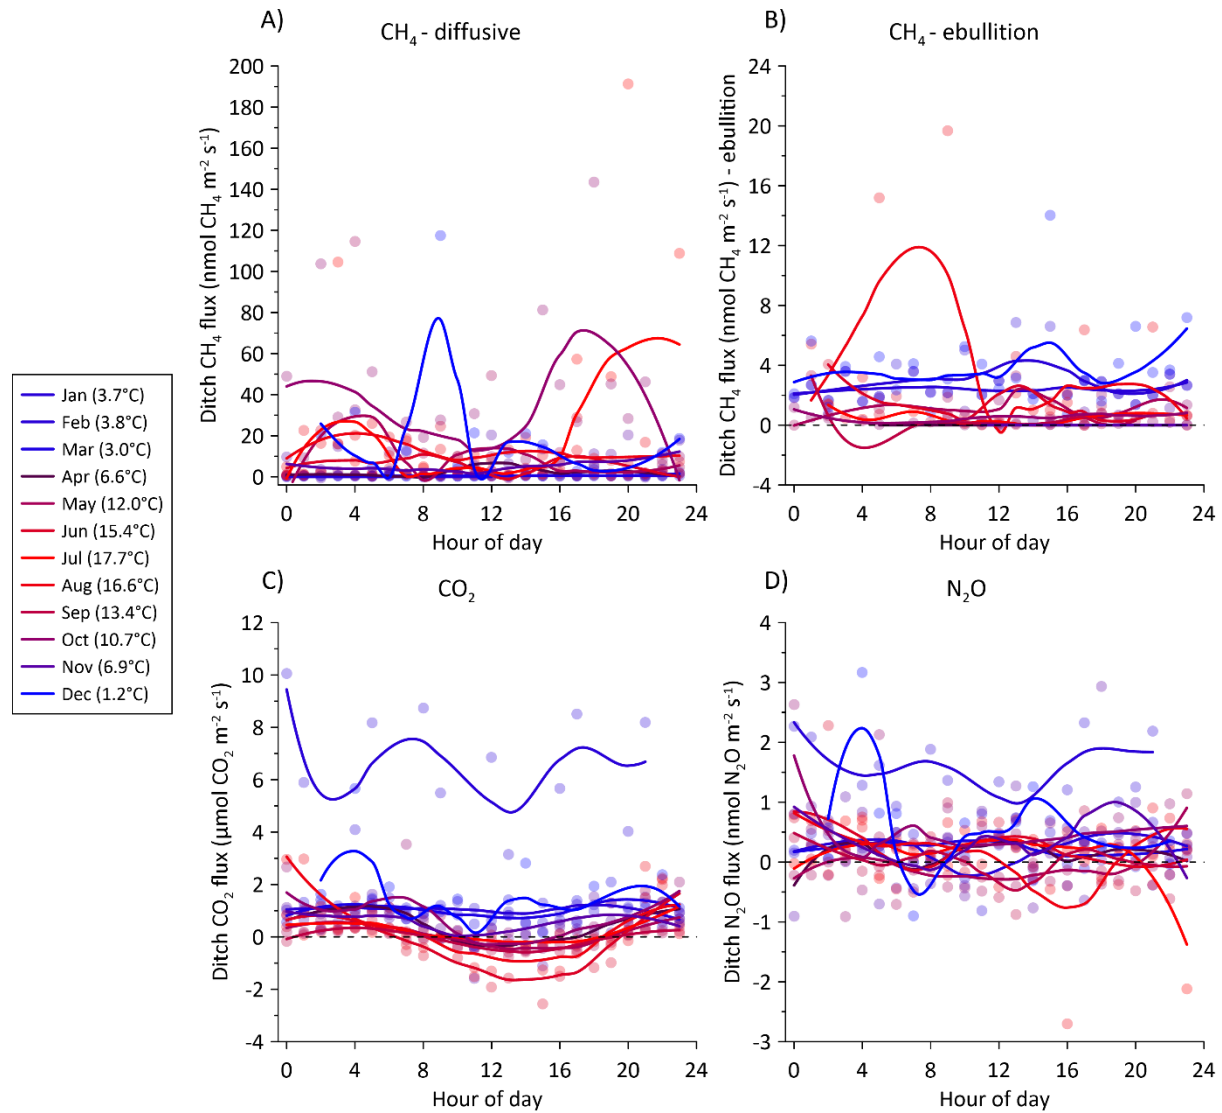 A)
CH₄ - diffusive
B)
CH₄ - ebullition
200
180
160
140
120
100
80
60
40
20
0
Ditch CH₄ flux (nmol CH₄ m⁻² s⁻¹)
0 4 8 12 16 20 24
Hour of day
24
20
16
12
8
4
0
-4
Ditch CH₄ flux (nmol CH₄ m⁻² s⁻¹) - ebullition
0 4 8 12 16 20 24
Hour of day
Jan (3.7°C)
Feb (3.8°C)
Mar (3.0°C)
Apr (6.6°C)
May (12.0°C)
Jun (15.4°C)
Jul (17.7°C)
Aug (16.6°C)
Sep (13.4°C)
Oct (10.7°C)
Nov (6.9°C)
Dec (1.2°C)
C)
CO₂
D)
N₂O
12
10
8
6
4
2
0
-2
-4
Ditch CO₂ flux (µmol CO₂ m⁻² s⁻¹)
0 4 8 12 16 20 24
Hour of day
4
3
2
1
0
-1
-2
-3
Ditch N₂O flux (nmol N₂O m⁻² s⁻¹)
0 4 8 12 16 20 24
Hour of day